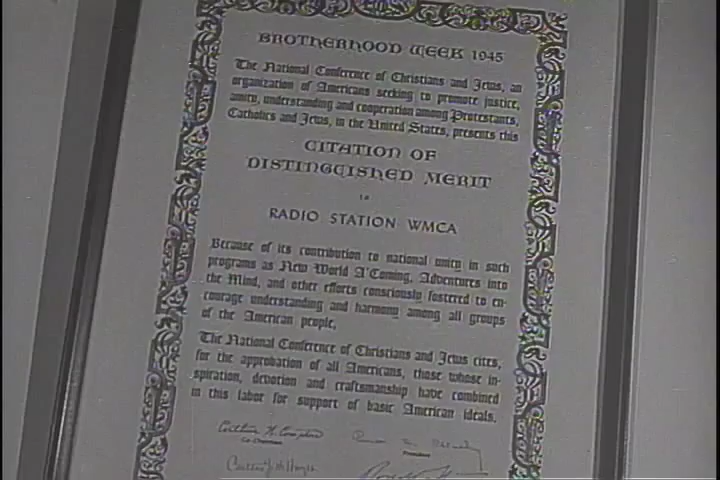 BROTHERHOOD WEEK 1945
The National Conference of Christians and Jews, an
organization of Americans seeking to promote justice,
amity, understanding and cooperation among Protestants,
Catholics and Jews, in the United States, presents this
CITATION OF
DISTINGUISHED MERIT
to
RADIO STATION WMCA
Because of its contribution to national unity in such
programs as New World A'Coming, Adventures into
the Mind, and other efforts consciously fostered to en-
courage understanding and harmony among all groups
of the American people,
The National Conference of Christians and Jews cites,
for the approbation of all Americans, those whose in-
spiration, devotion and craftsmanship have combined
in this labor for support of basic American ideals.
Arthur H. Compton
Co-Chairman
President